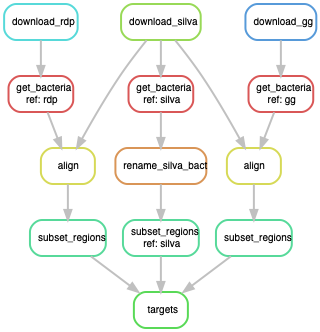 download_rdp
download_silva
download_gg
get_bacteria
ref: rdp
get_bacteria
ref: silva
get_bacteria
ref: gg
align
rename_silva_bact
align
subset_regions
subset_regions
ref: silva
subset_regions
targets